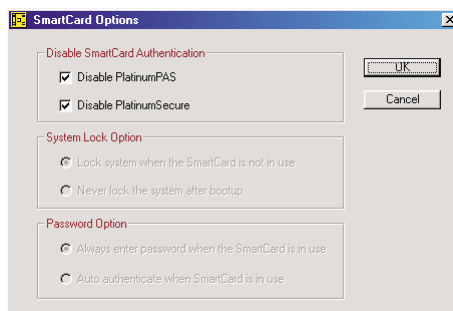 SmartCard Options
Disable SmartCard Authentication
Disable PlatinumPAS
Disable PlatinumSecure
OK
Cancel
System Lock Option
Lock system when the SmartCard is not in use
Never lock the system after bootup
Password Option
Always enter password when the SmartCard is in use
Auto authenticate when SmartCard is in use